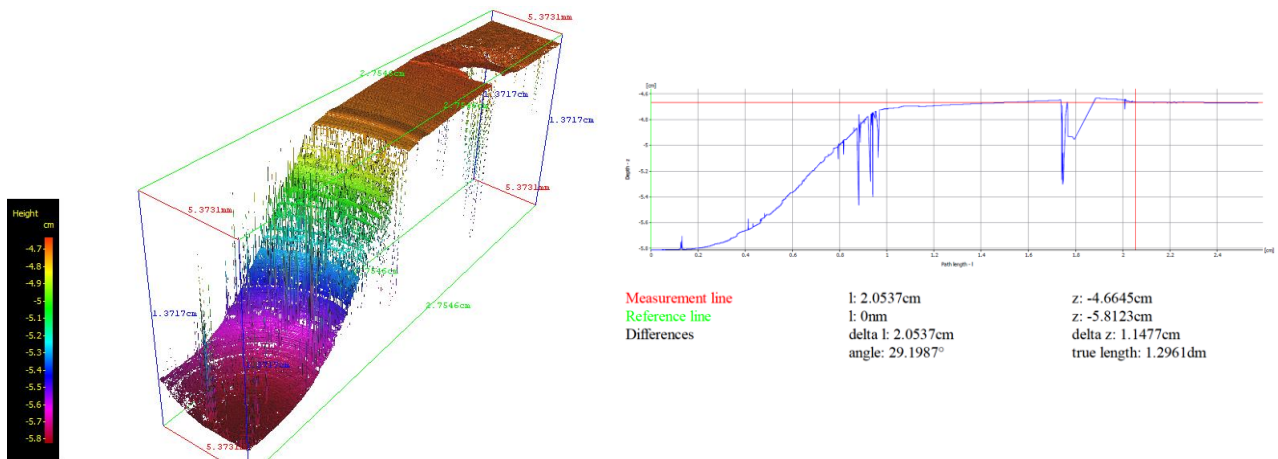 Height
cm
-4.7
-4.8
-4.9
-5
-5.1
-5.2
-5.3
-5.4
-5.5
-5.6
-5.7
-5.8
5.3731mm
2.7546cm
1.3717cm
1.3717cm
5.3731mm
5.3731mm
2.7546cm
1.3717cm
5.3731
[cm]
-4.8
-5
-5.2
-5.4
-5.6
-5.8
Depth - z
0
0.2
0.4
0.6
0.8
1
1.2
1.4
1.6
1.8
2
2.2
2.4
[cm]
Path length - l
Measurement line l: 2.0537cm z: -4.6645cm
Reference line l: 0nm z: -5.8123cm
Differences delta l: 2.0537cm delta z: 1.1477cm
angle: 29.1987° true length: 1.2961dm